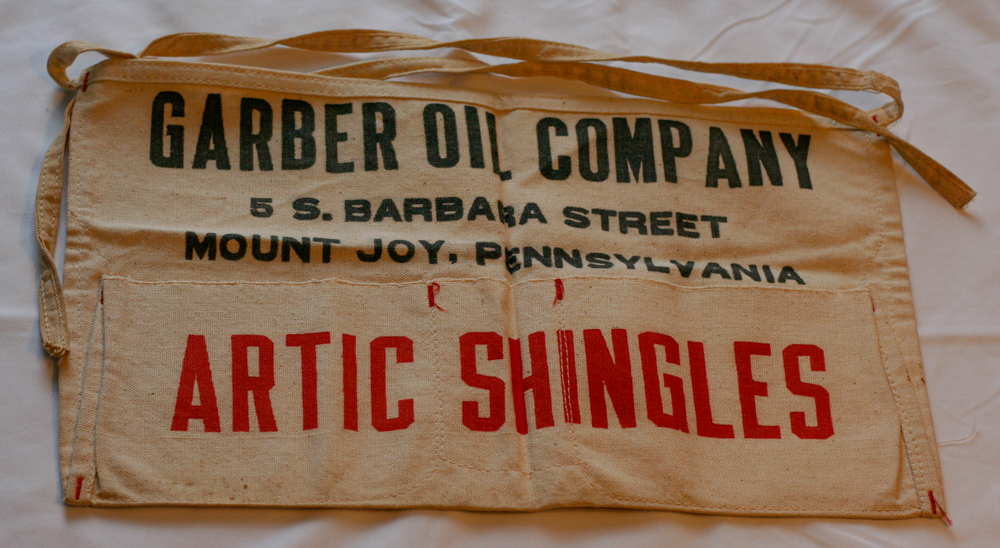 GARBER OIL COMPANY
5 S. BARBARA STREET
MOUNT JOY, PENNSYLVANIA
ARTIC SHINGLES